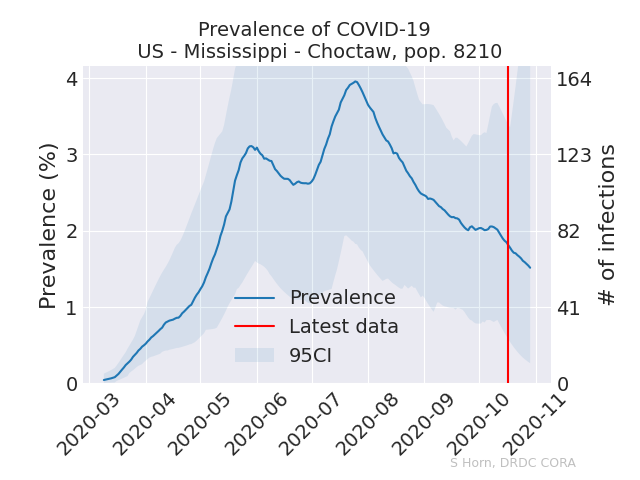 Prevalence of COVID-19
US - Mississippi - Choctaw, pop. 8210
Prevalence (%)
4
3
2
1
0
164
123
82
41
0
# of infections
Prevalence
Latest data
95CI
2020-03
2020-04
2020-05
2020-06
2020-07
2020-08
2020-09
2020-10
2020-11
S Horn, DRDC CORA